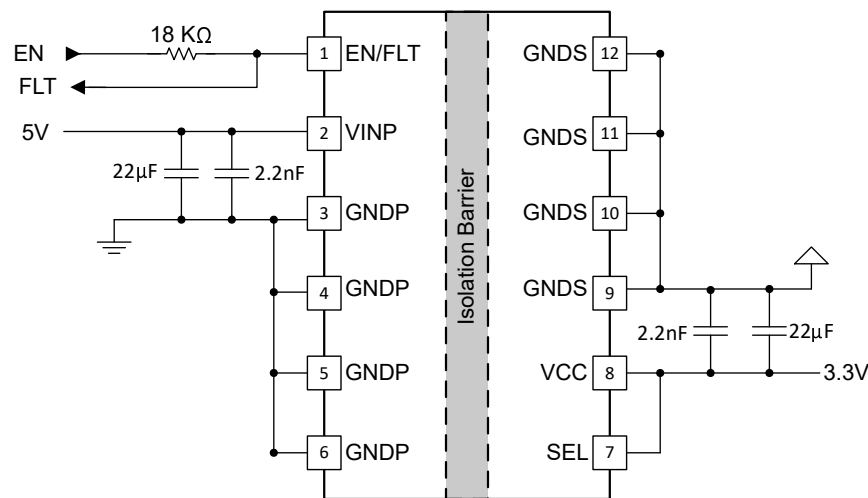 18 KΩ
EN
1
EN/FLT
GNDS
12
FLT
5V
2
VINP
GNDS
11
22µF
2.2nF
3
GNDP
GNDS
10
Isolation Barrier
4
GNDP
GNDS
9
2.2nF
22µF
5
GNDP
VCC
8
3.3V
6
GNDP
SEL
7